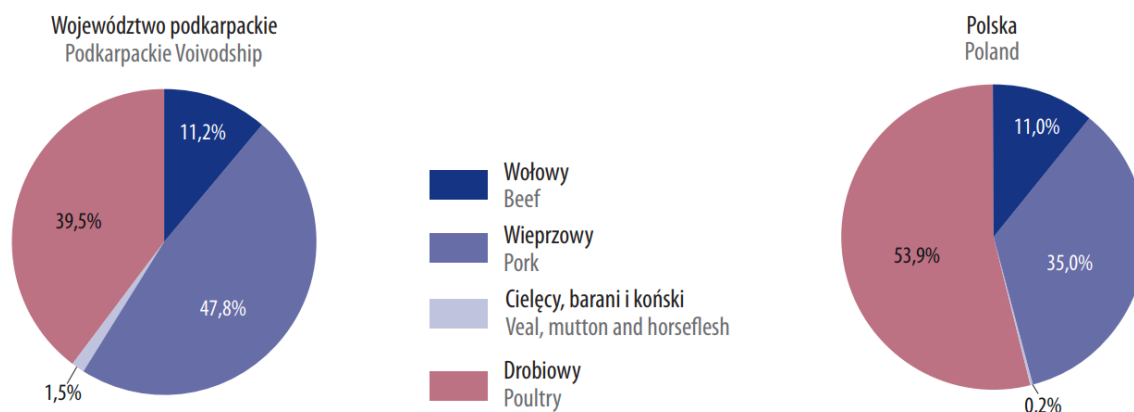 Województwo podkarpackie
Podkarpackie Voivodship
11,2%
47,8%
1,5%
39,5%
Wołowy
Beef
Wieprzowy
Pork
Cielęcy, barani i koński
Veal, mutton and horseflesh
Drobiowy
Poultry
Polska
Poland
11,0%
35,0%
0,2%
53,9%